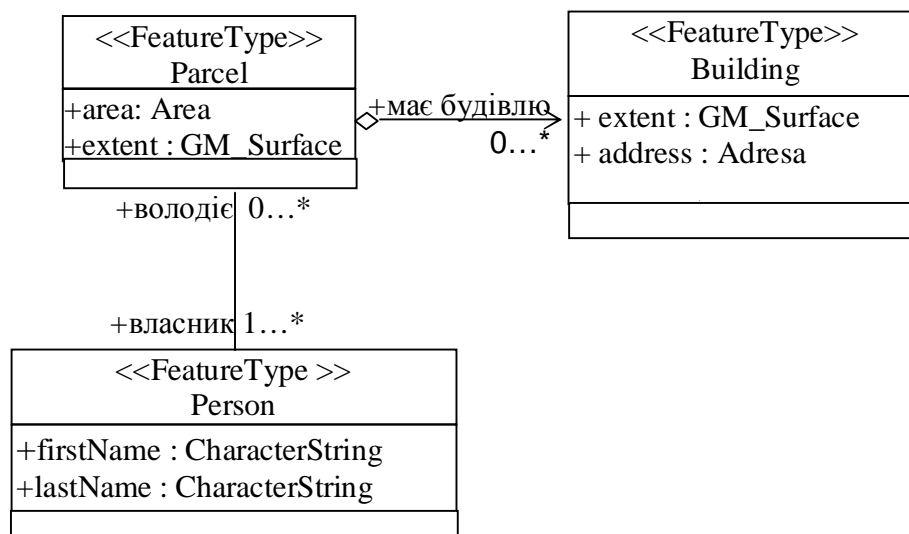 <<FeatureType>>
Parcel
+area: Area
+extent : GM_Surface
+має будівлю
0…*
<<FeatureType>>
Building
+ extent : GM_Surface
+ address : Adresa
+володіє 0…*
+власник 1…*
<<FeatureType >>
Person
+firstName : CharacterString
+lastName : CharacterString